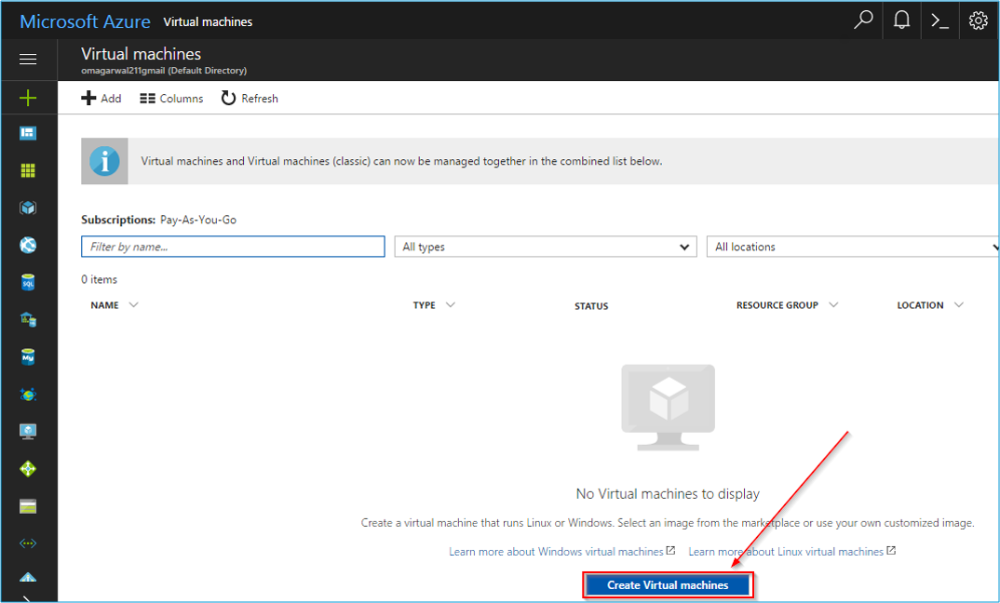 Microsoft Azure Virtual machines
Virtual machines
omagarwal211gmail (Default Directory)
Add Columns Refresh
Virtual machines and Virtual machines (classic) can now be managed together in the combined list below.
Subscriptions: Pay-As-You-Go
Filter by name... All types All locations
0 items
NAME TYPE STATUS RESOURCE GROUP LOCATION
SQL
My
No Virtual machines to display
Create a virtual machine that runs Linux or Windows. Select an image from the marketplace or use your own customized image.
Learn more about Windows virtual machines Learn more about Linux virtual machines
Create Virtual machines